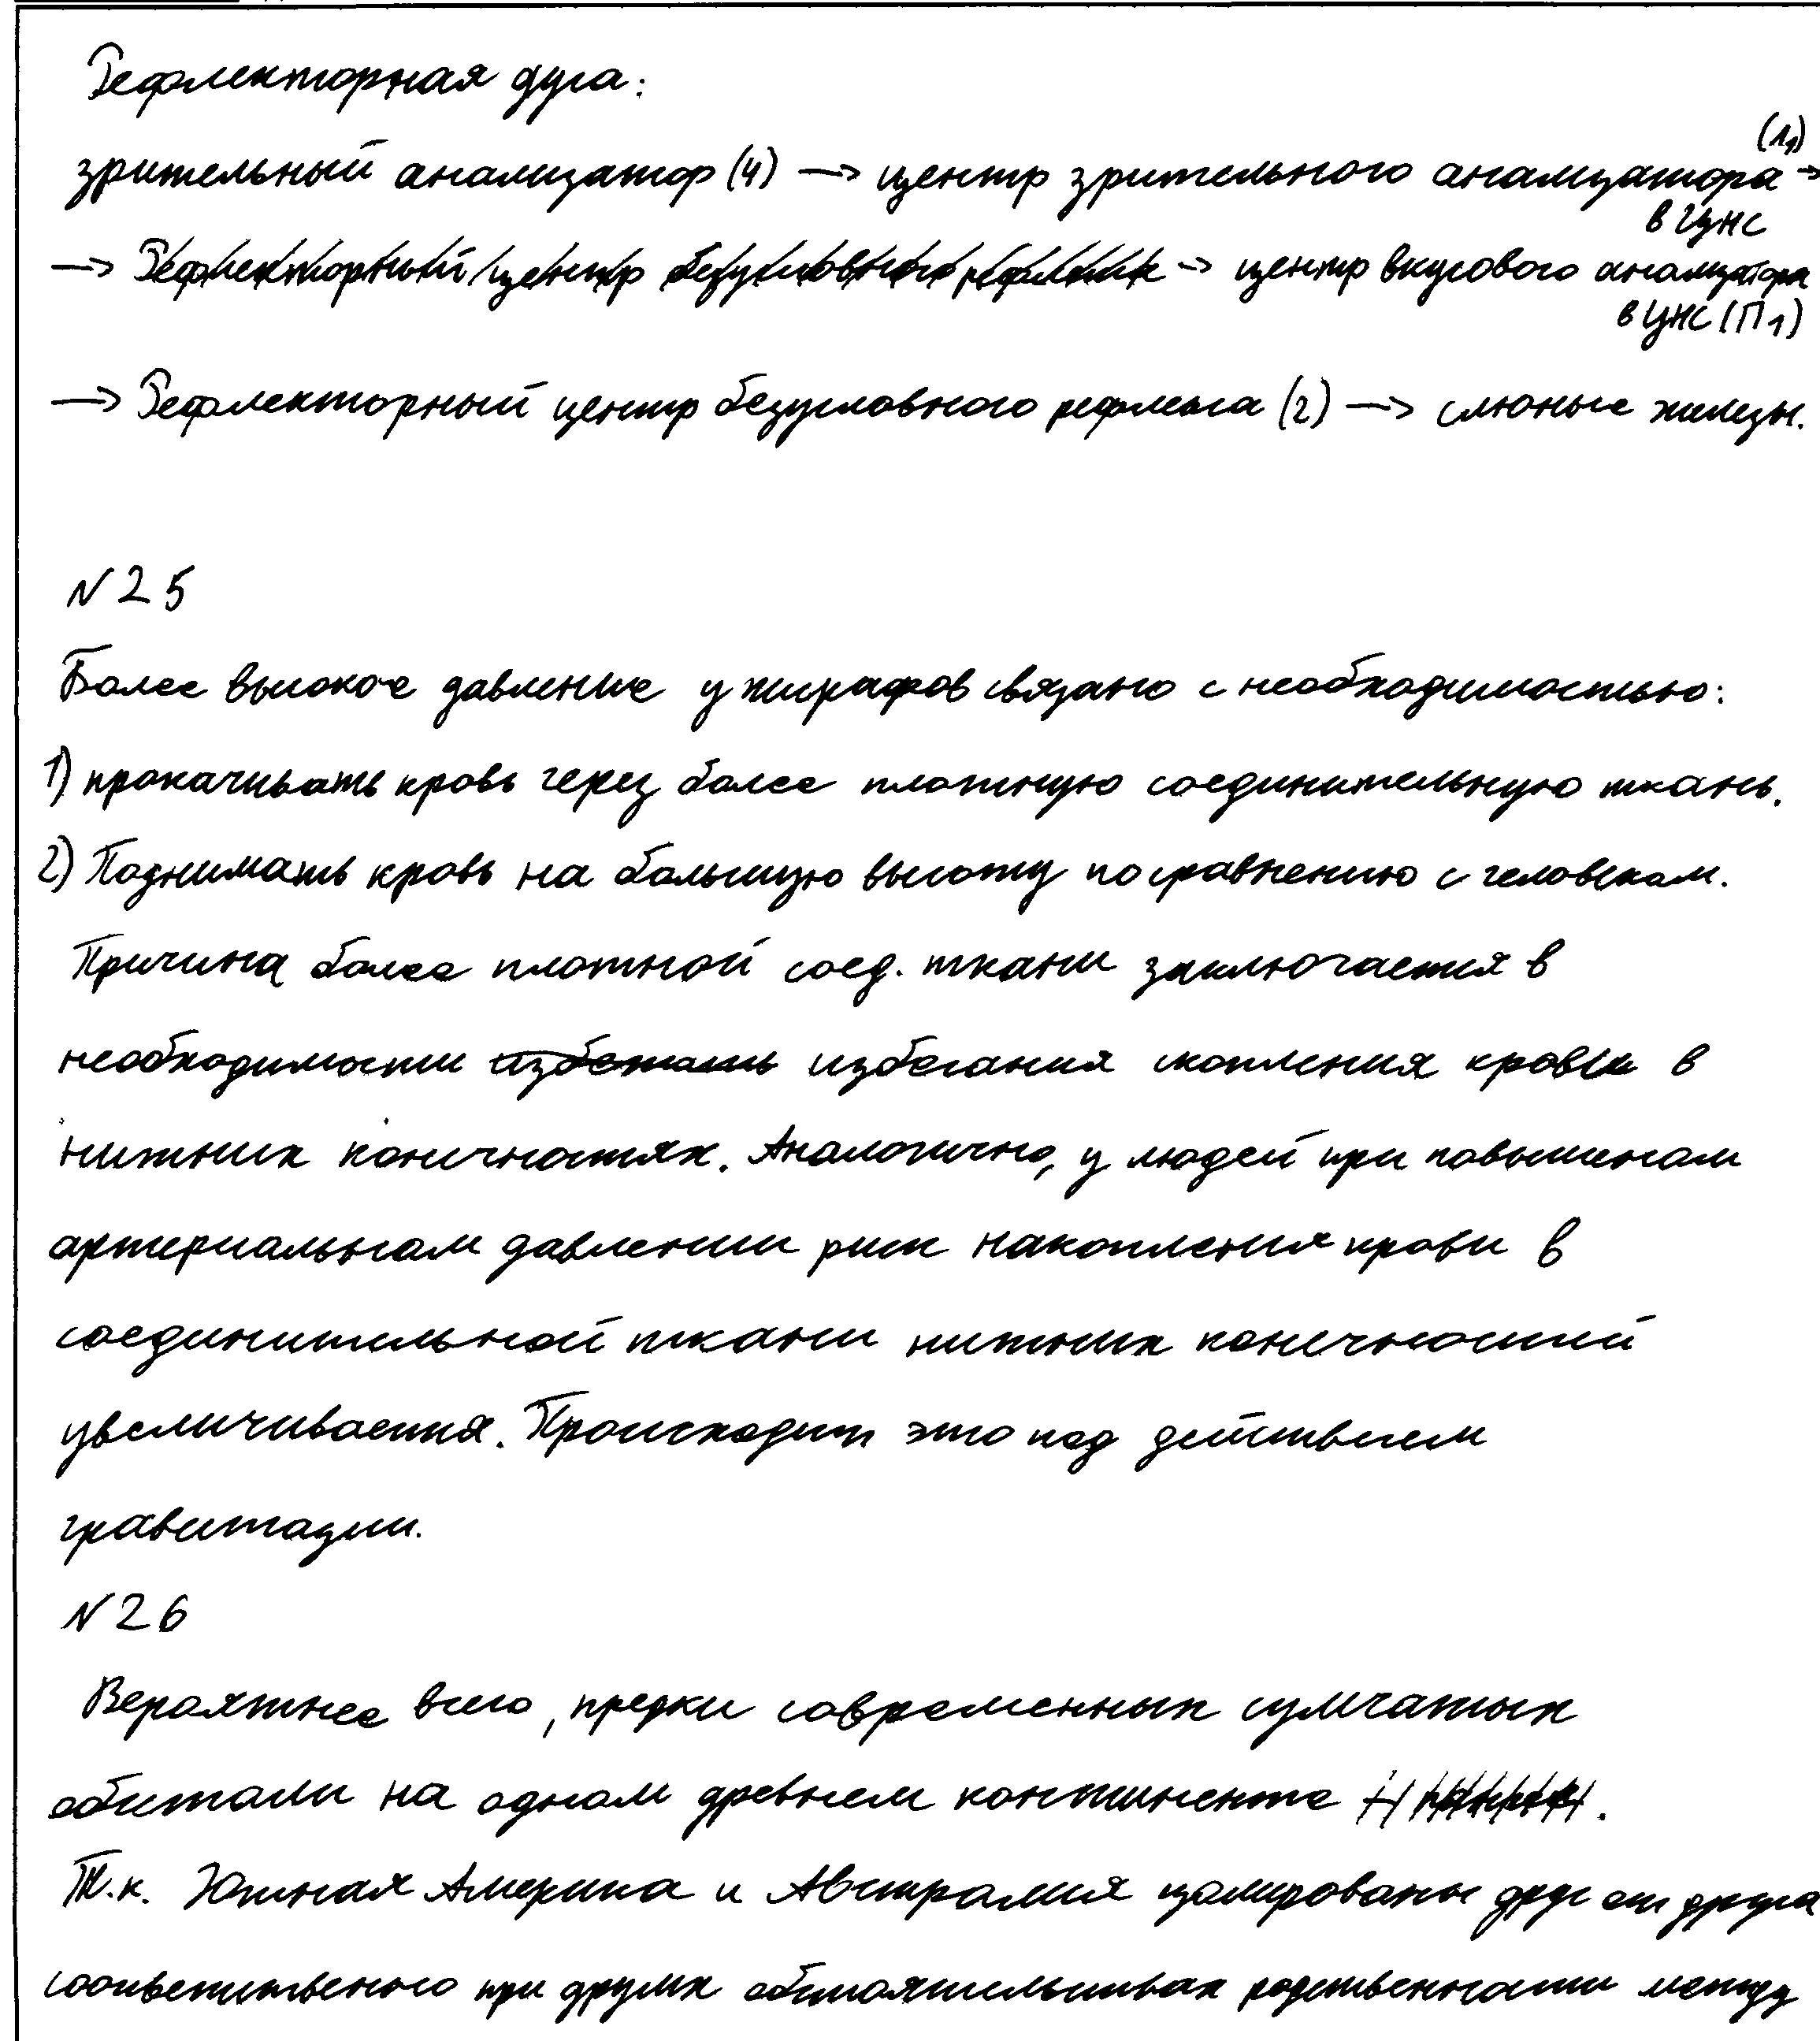 Рефлекторная дуга:
(Л1)
зрительный анализатор (4) → центр зрительного анализатора →
в ЦНС
→ Рефлекторный центр безусловного рефлекса → центр вкусового анализатора
в ЦНС (П1)
→ Рефлекторный центр безусловного рефлекса (2) → слюные железы.
N 25
Более высокое давление у жирафов связано с необходимостью:
1) прокачивать кровь через более плотную соединительную ткань.
2) Поднимать кровь на большую высоту по сравнению с человеком.
Причина более плотной соед. ткани заключается в
необходимости избежать избегания скопления крови в
нижних конечностях. Аналогично, у людей при повышеном
артериальном давлении риск накопления крови в
соединительной ткани нижних конечностей
увеличивается. Происходит это под действием
гравитации.
N 26
Вероятнее всего, предки современных сумчатых
обитали на одном древнем континенте .
Т.к. Южная Америка и Австралия изолированы друг от друга
соответственно при других обстоятельствах родственности между